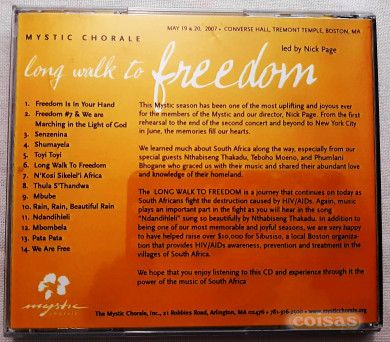 MAY 19 & 20, 2007 • CONVERSE HALL, TREMONT TEMPLE, BOSTON, MA
MYSTIC CHORALE
led by Nick Page
long walk to freedom
1. Freedom Is In Your Hand
2. Freedom #7 & We are
Marching in the Light of God
3. Senzenina
4. Shumayela
5. Toyi Toyi
6. Long Walk To Freedom
7. N'Kosi Sikelel'i Africa
8. Thula S'Thandwa
9. Mbube
10. Rain, Rain, Beautiful Rain
11. Ndandihleli
12. Mbombela
13. Pata Pata
14. We Are Free
This Mystic season has been one of the most uplifting and joyous ever
for the members of the Mystic and our director, Nick Page. From the first
rehearsal to the end of the second concert and beyond to New York City
in June, the memories fill our hearts.
We learned much about South Africa along the way, especially from our
special guests Nthabiseng Thakadu, Teboho Moeno, and Phumlani
Bhogane who graced us with their music and shared their abundant love
and knowledge of their homeland.
The LONG WALK TO FREEDOM is a journey that continues on today as
South Africans fight the destruction caused by HIV/AIDs. Again, music
plays an important part in the fight as you will hear in the song
"Ndandihleli" sung so beautifully by Nthabiseng Thakadu. In addition to
being one of our most memorable and joyful seasons, we are very happy
to have helped raise over $10,000 for Sibusiso, a local Boston organiza-
tion that provides HIV/AIDs awareness, prevention and treatment in the
villages of South Africa.
We hope that you enjoy listening to this CD and experience through it the
power of the music of South Africa
mystic
chorale
The Mystic Chorale, Inc., 21 Robbins Road, Arlington, MA 02476 • www.mysticchorale.org
coisas